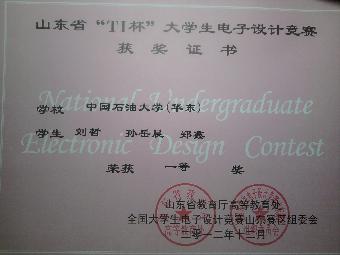 山东省“TI杯”大学生电子设计竞赛
获奖证书
National Undergraduate
学校 中国石油大学(华东)
学生 刘哲 孙岳晨 郑鑫
Electronic Design Contest
荣获 一等 奖
山东省教育厅高等教育处
全国大学生电子设计竞赛山东赛区组委会
二零一二年十二月